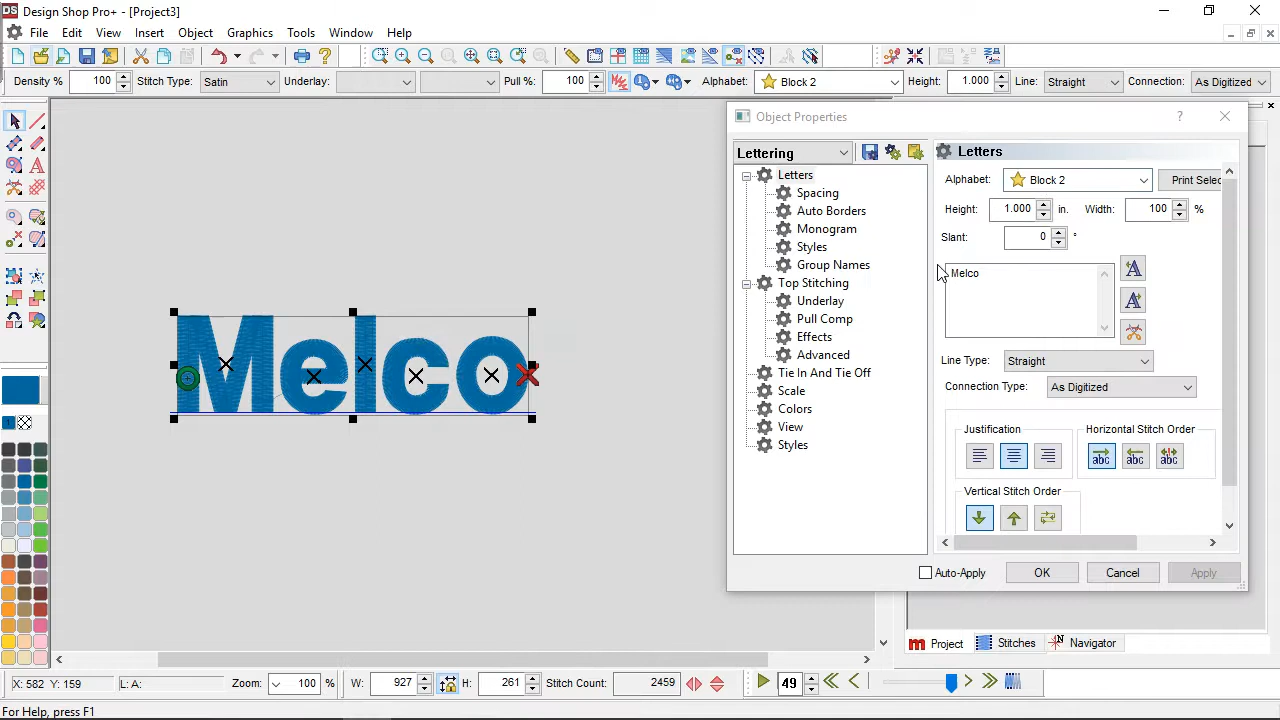 DS Design Shop Pro+ - [Project3]
File Edit View Insert Object Graphics Tools Window Help
Density % 100 Stitch Type: Satin Underlay: Pull %: 100 Alphabet: Block 2 Height: 1.000 Line: Straight Connection: As Digitized
Object Properties
Lettering
Letters
Spacing
Auto Borders
Monogram
Styles
Group Names
Top Stitching
Underlay
Pull Comp
Effects
Advanced
Tie In And Tie Off
Scale
Colors
View
Styles
Letters
Alphabet: Block 2 Print Selec
Height: 1.000 in. Width: 100 %
Slant: 0 °
Melco
Line Type: Straight
Connection Type: As Digitized
Justification Horizontal Stitch Order
abc abc abc
Vertical Stitch Order
Auto-Apply OK Cancel Apply
Melco
m Project Stitches Navigator
X: 582 Y: 159 L: A: Zoom: 100 % W: 927 H: 261 Stitch Count: 2459 49
For Help, press F1